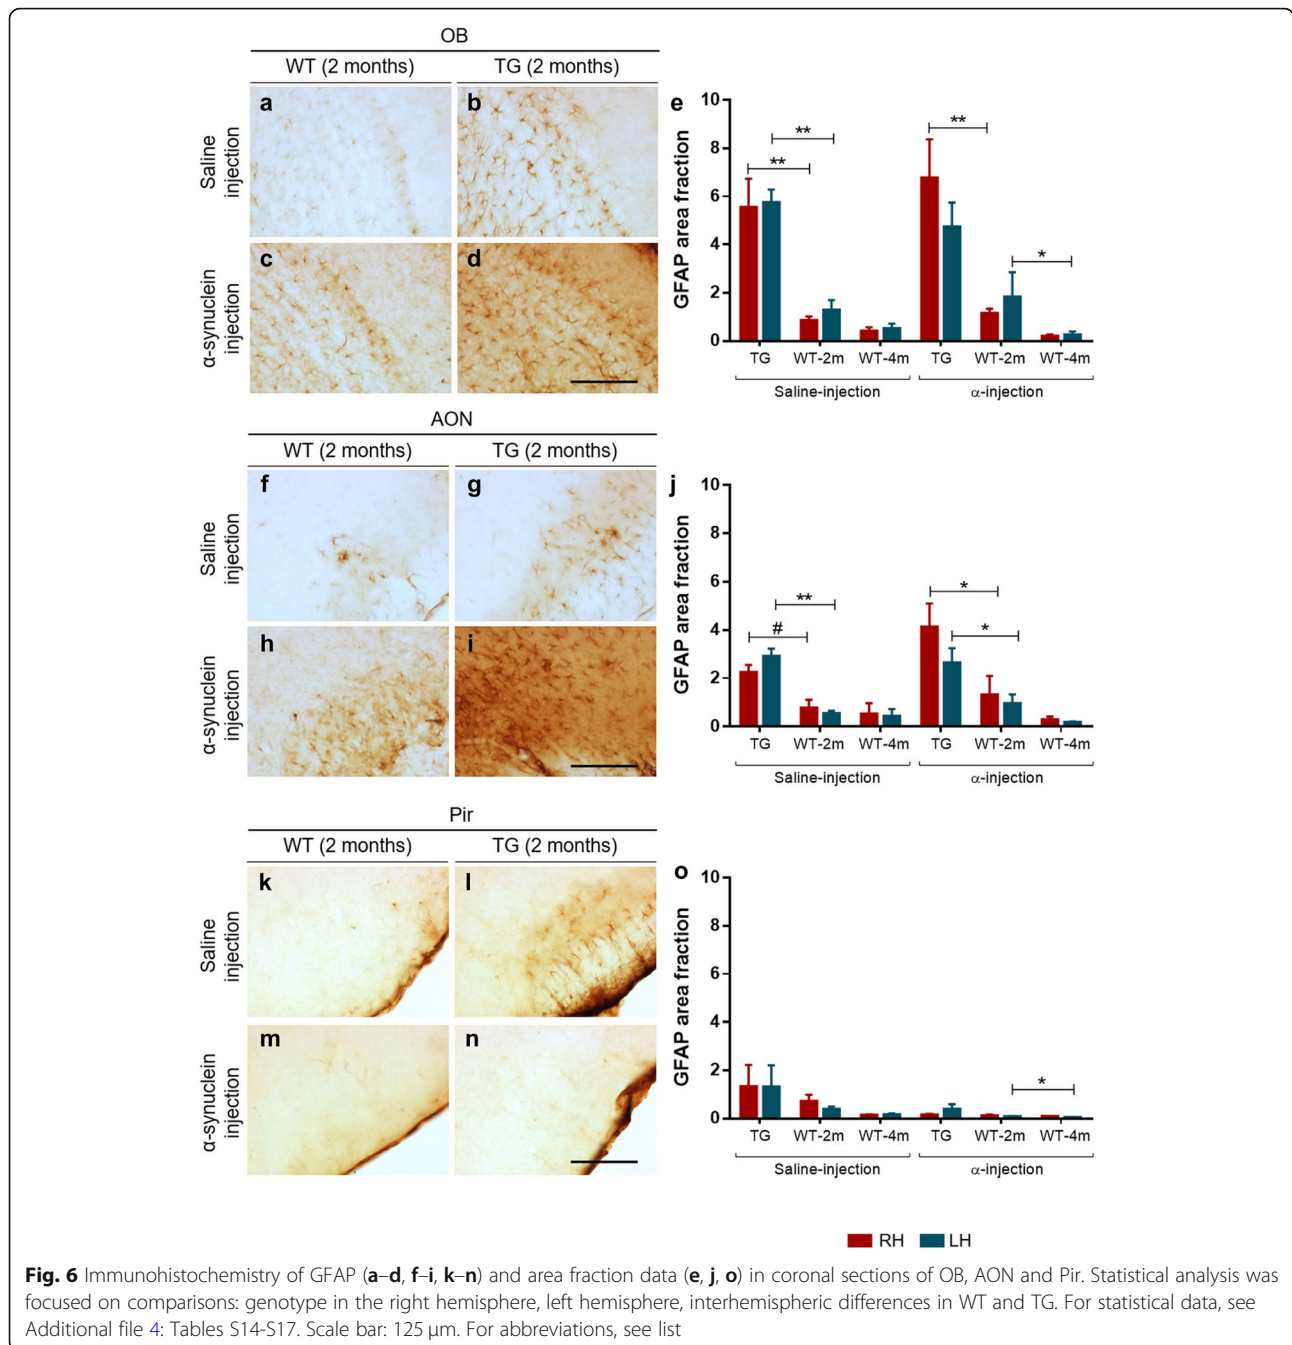 OB
WT (2 months) TG (2 months)
a b
Saline
injection
c d
α-synuclein
injection
e
GFAP area fraction
10
8
6
4
2
0
** ** ** *
TG WT-2m WT-4m TG WT-2m WT-4m
Saline-injection α-injection
AON
WT (2 months) TG (2 months)
f g
Saline
injection
h i
α-synuclein
injection
j
GFAP area fraction
10
8
6
4
2
0
# ** * *
TG WT-2m WT-4m TG WT-2m WT-4m
Saline-injection α-injection
Pir
WT (2 months) TG (2 months)
k l
Saline
injection
m n
α-synuclein
injection
o
GFAP area fraction
10
8
6
4
2
0
*
TG WT-2m WT-4m TG WT-2m WT-4m
Saline-injection α-injection
RH LH
Fig. 6 Immunohistochemistry of GFAP (a–d, f–i, k–n) and area fraction data (e, j, o) in coronal sections of OB, AON and Pir. Statistical analysis was
focused on comparisons: genotype in the right hemisphere, left hemisphere, interhemispheric differences in WT and TG. For statistical data, see
Additional file 4: Tables S14-S17. Scale bar: 125 μm. For abbreviations, see list